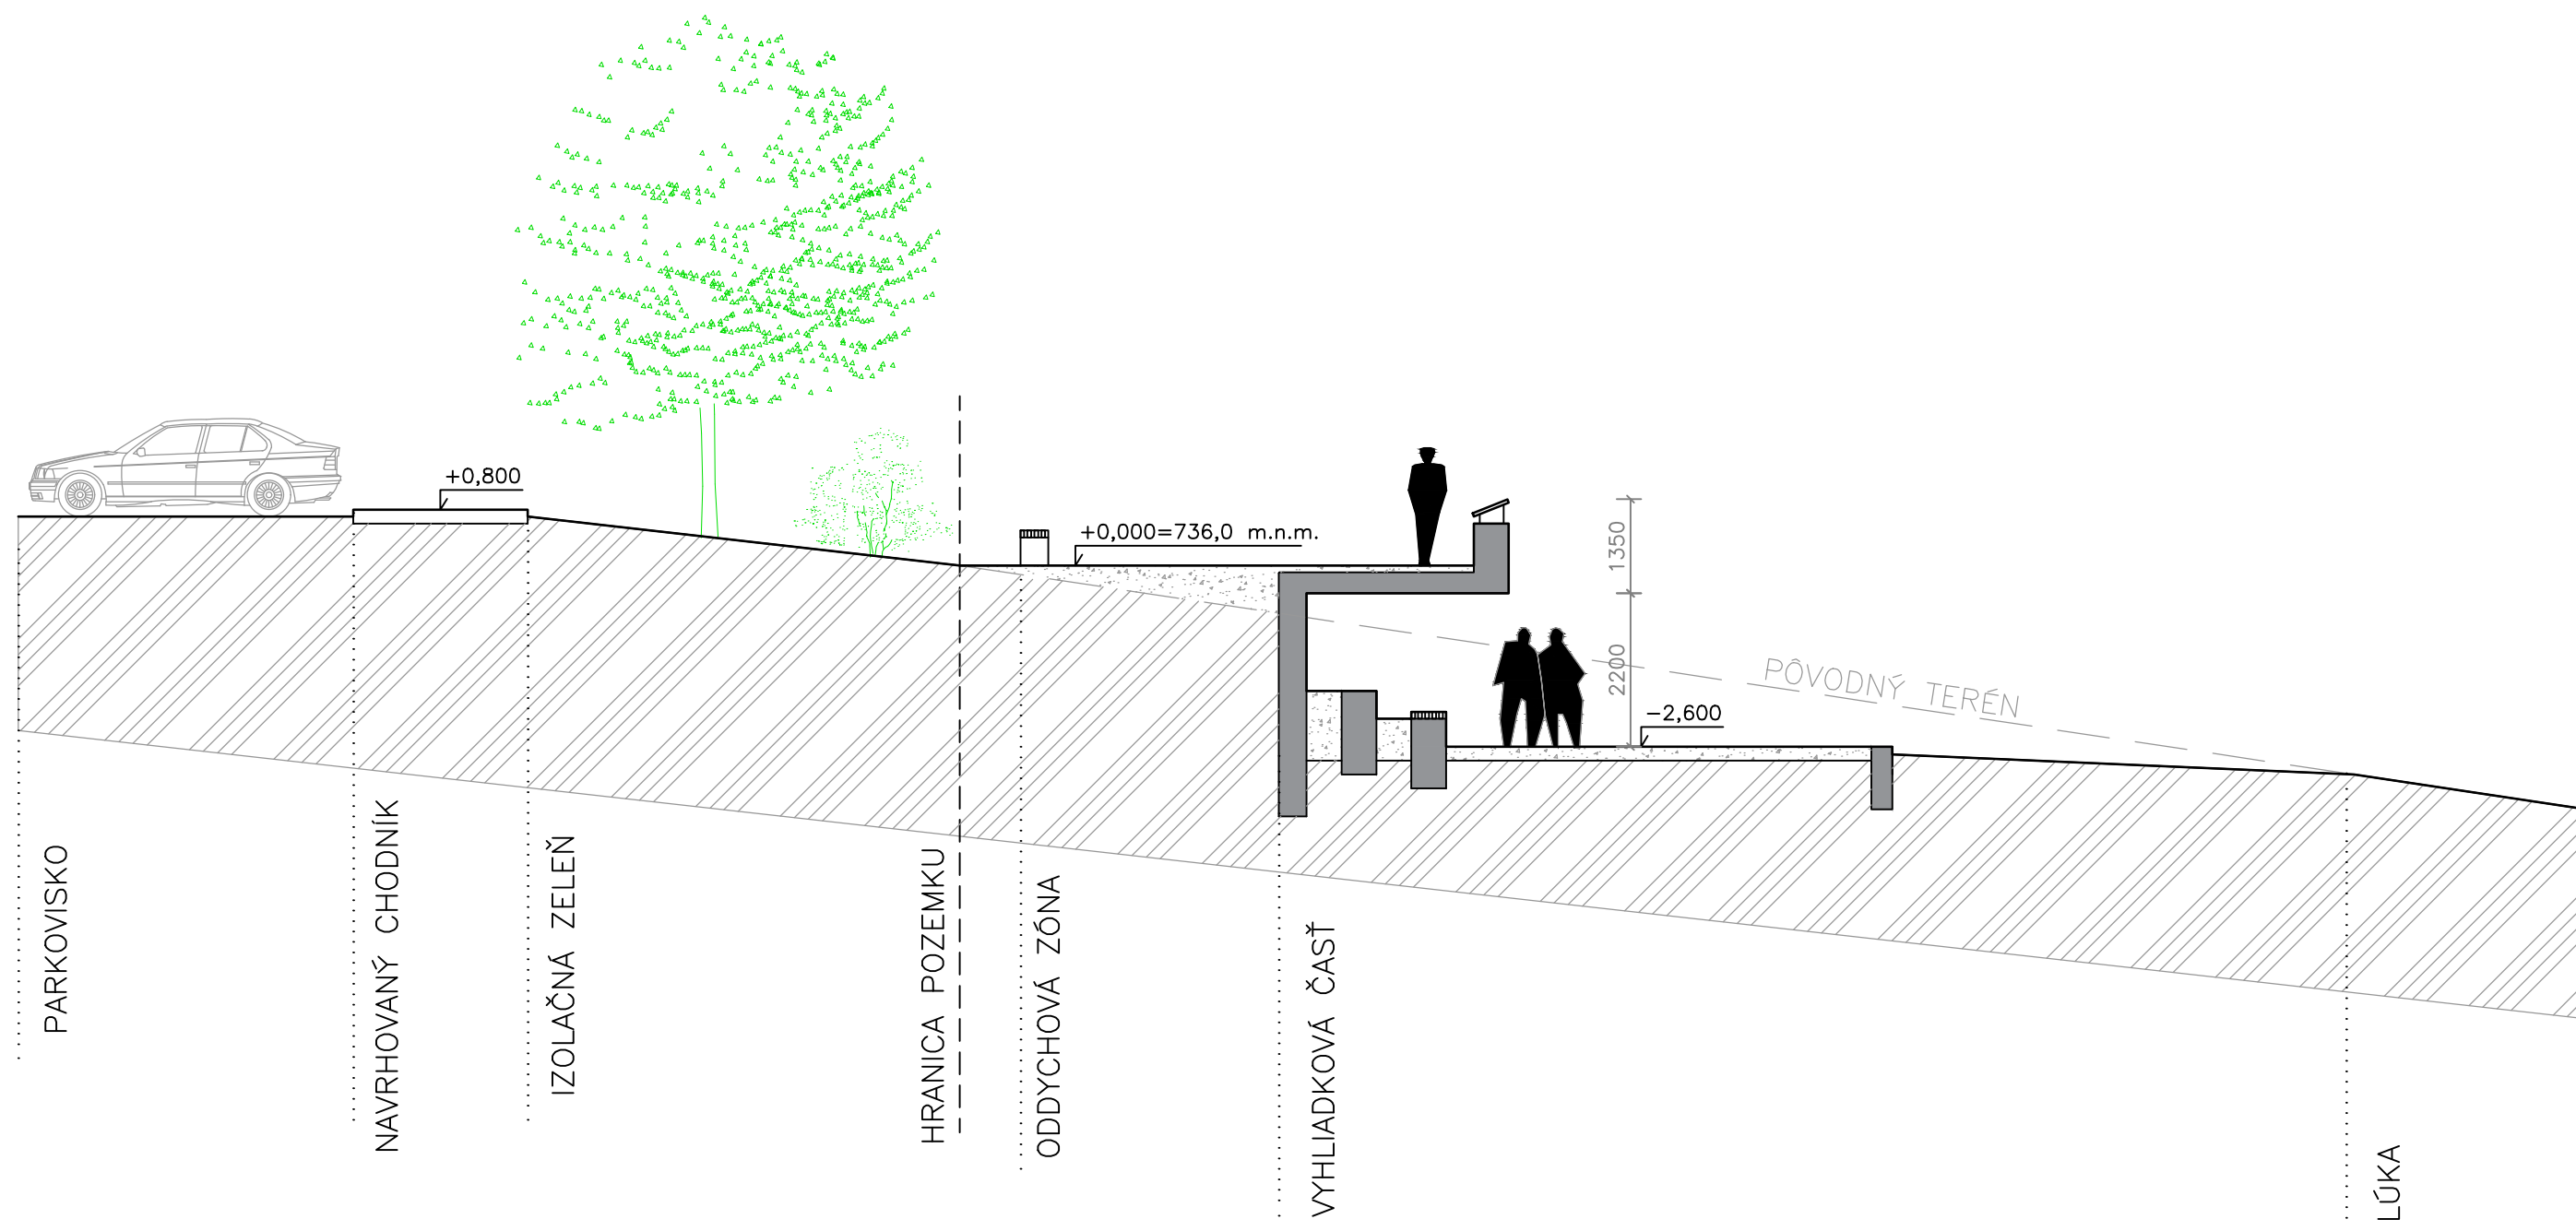 +0,800
+0,000=736,0 m.n.m.
1350
2200
-2,600
PÔVODNÝ TERÉN
PARKOVISKO
NAVRHOVANÝ CHODNÍK
IZOLAČNÁ ZELEŇ
HRANICA POZEMKU
ODDYCHOVÁ ZÓNA
VYHLIADKOVÁ ČASŤ
LÚKA